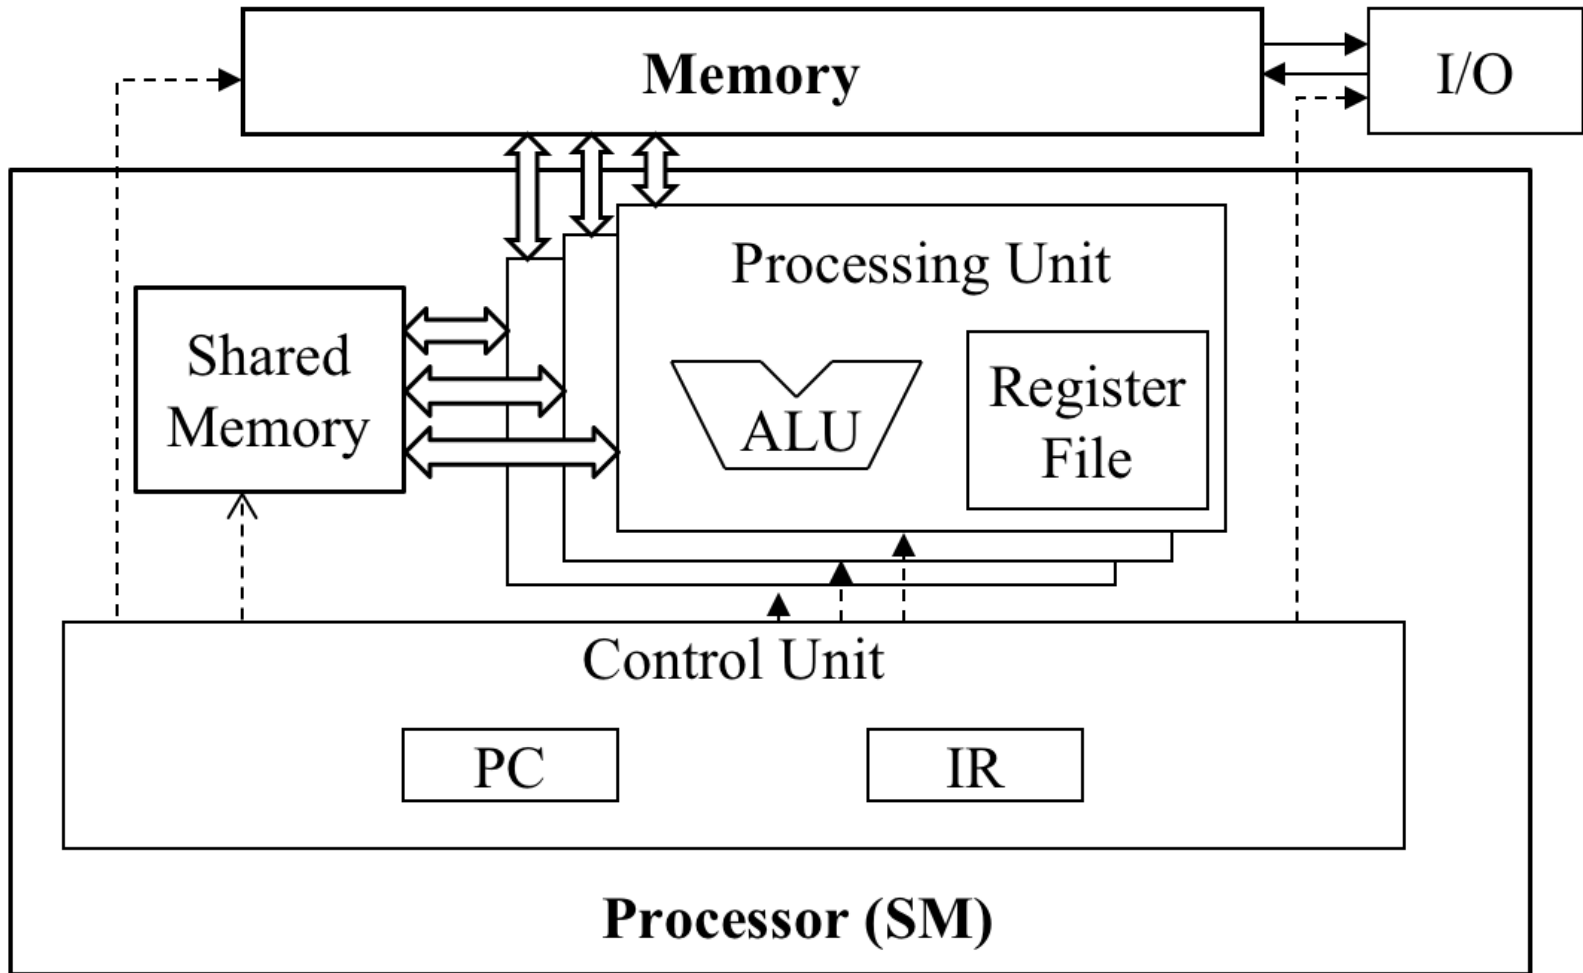 Memory
I/O
Processing Unit
Shared
Memory
ALU
Register
File
Control Unit
PC
IR
Processor (SM)